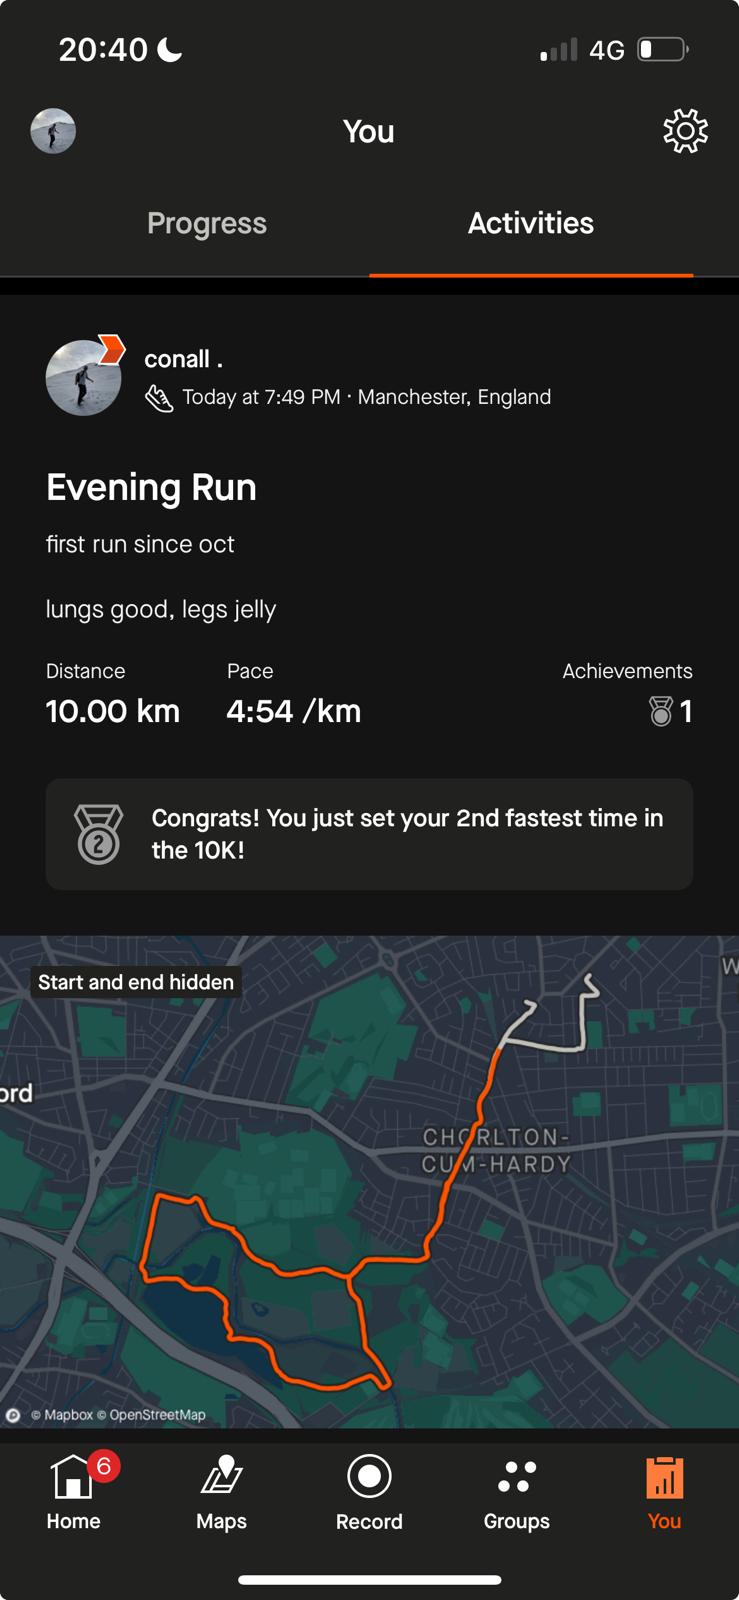 20:40
4G
You
Progress
Activities
conall .
Today at 7:49 PM · Manchester, England
Evening Run
first run since oct
lungs good, legs jelly
Distance
Pace
Achievements
10.00 km
4:54 /km
1
2
Congrats! You just set your 2nd fastest time in
the 10K!
Start and end hidden
W
ord
CHORLTON-
CUM-HARDY
© Mapbox © OpenStreetMap
6
Home
Maps
Record
Groups
You